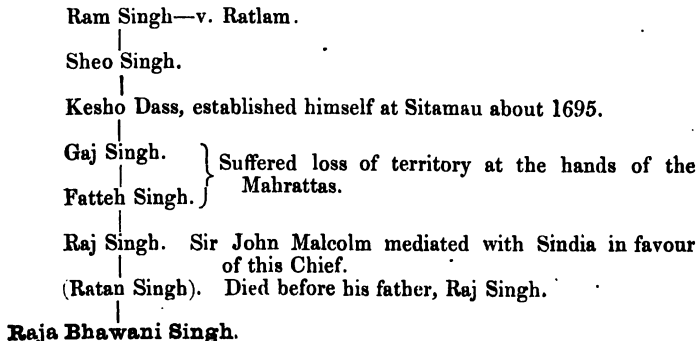 Ram Singh—v. Ratlam.
Sheo Singh.
Kesho Dass, established himself at Sitamau about 1695.
Gaj Singh.
Fatteh Singh.
Suffered loss of territory at the hands of the
Mahrattas.
Raj Singh. Sir John Malcolm mediated with Sindia in favour
of this Chief.
(Ratan Singh). Died before his father, Raj Singh.
Raja Bhawani Singh.